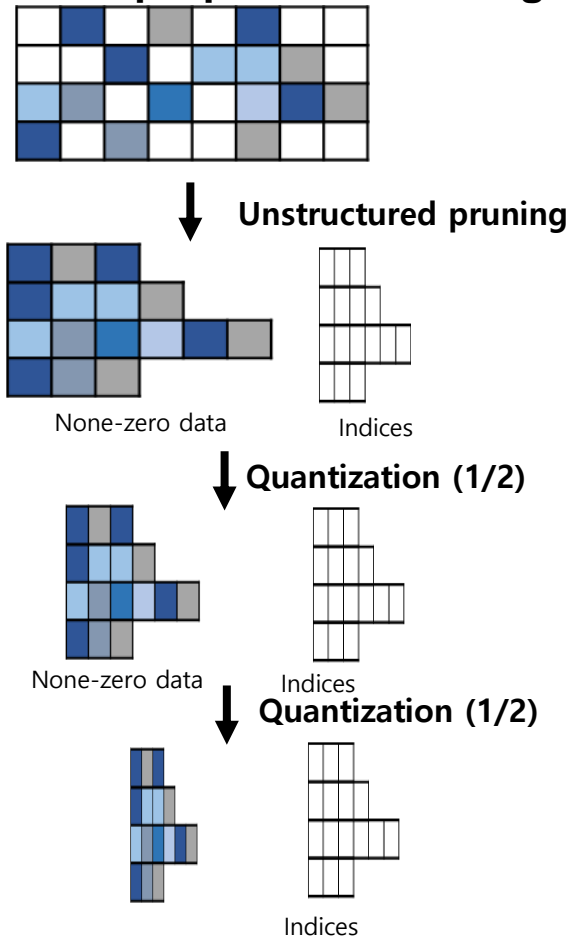 Unstructured pruning
None-zero data
Indices
Quantization (1/2)
None-zero data
Indices
Quantization (1/2)
Indices